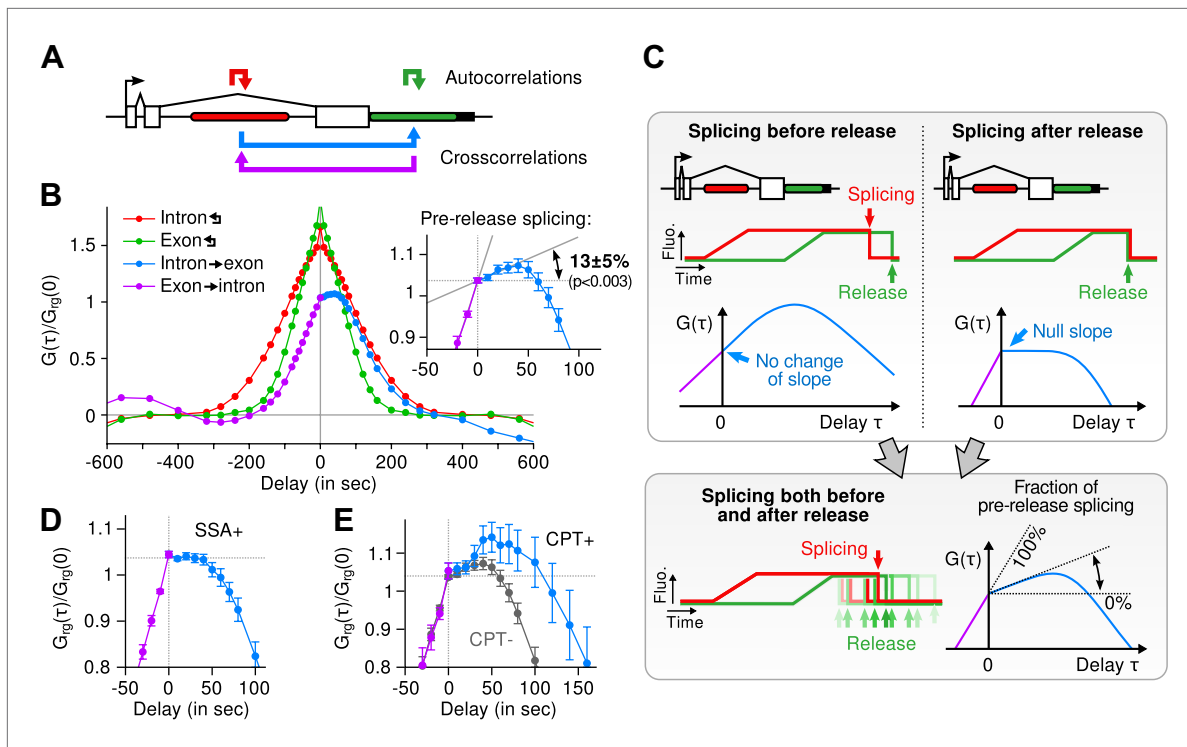 A
Autocorrelations
Crosscorrelations
B
Intron
Exon
Intron→exon
Exon→intron
G(τ)/Grg(0)
1.5
1
0.5
0
-600
-400
-200
0
200
400
600
Delay (in sec)
Pre-release splicing:
1.1
1
0.9
-50
0
50
100
13±5%
(p<0.003)
C
Splicing before release
Splicing after release
Splicing
Fluo.
Time
Release
Fluo.
Time
Release
G(τ)
No change
of slope
0
Delay τ
G(τ)
Null slope
0
Delay τ
Splicing both before
and after release
Splicing
Fluo.
Time
Release
Fraction of
pre-release splicing
G(τ)
100%
0%
0
Delay τ
D
SSA+
Grg(τ)/Grg(0)
1.1
1
0.9
0.8
-50
0
50
100
Delay (in sec)
E
CPT+
CPT-
Grg(τ)/Grg(0)
1.2
1.1
1
0.9
0.8
-50
0
50
100
150
Delay (in sec)